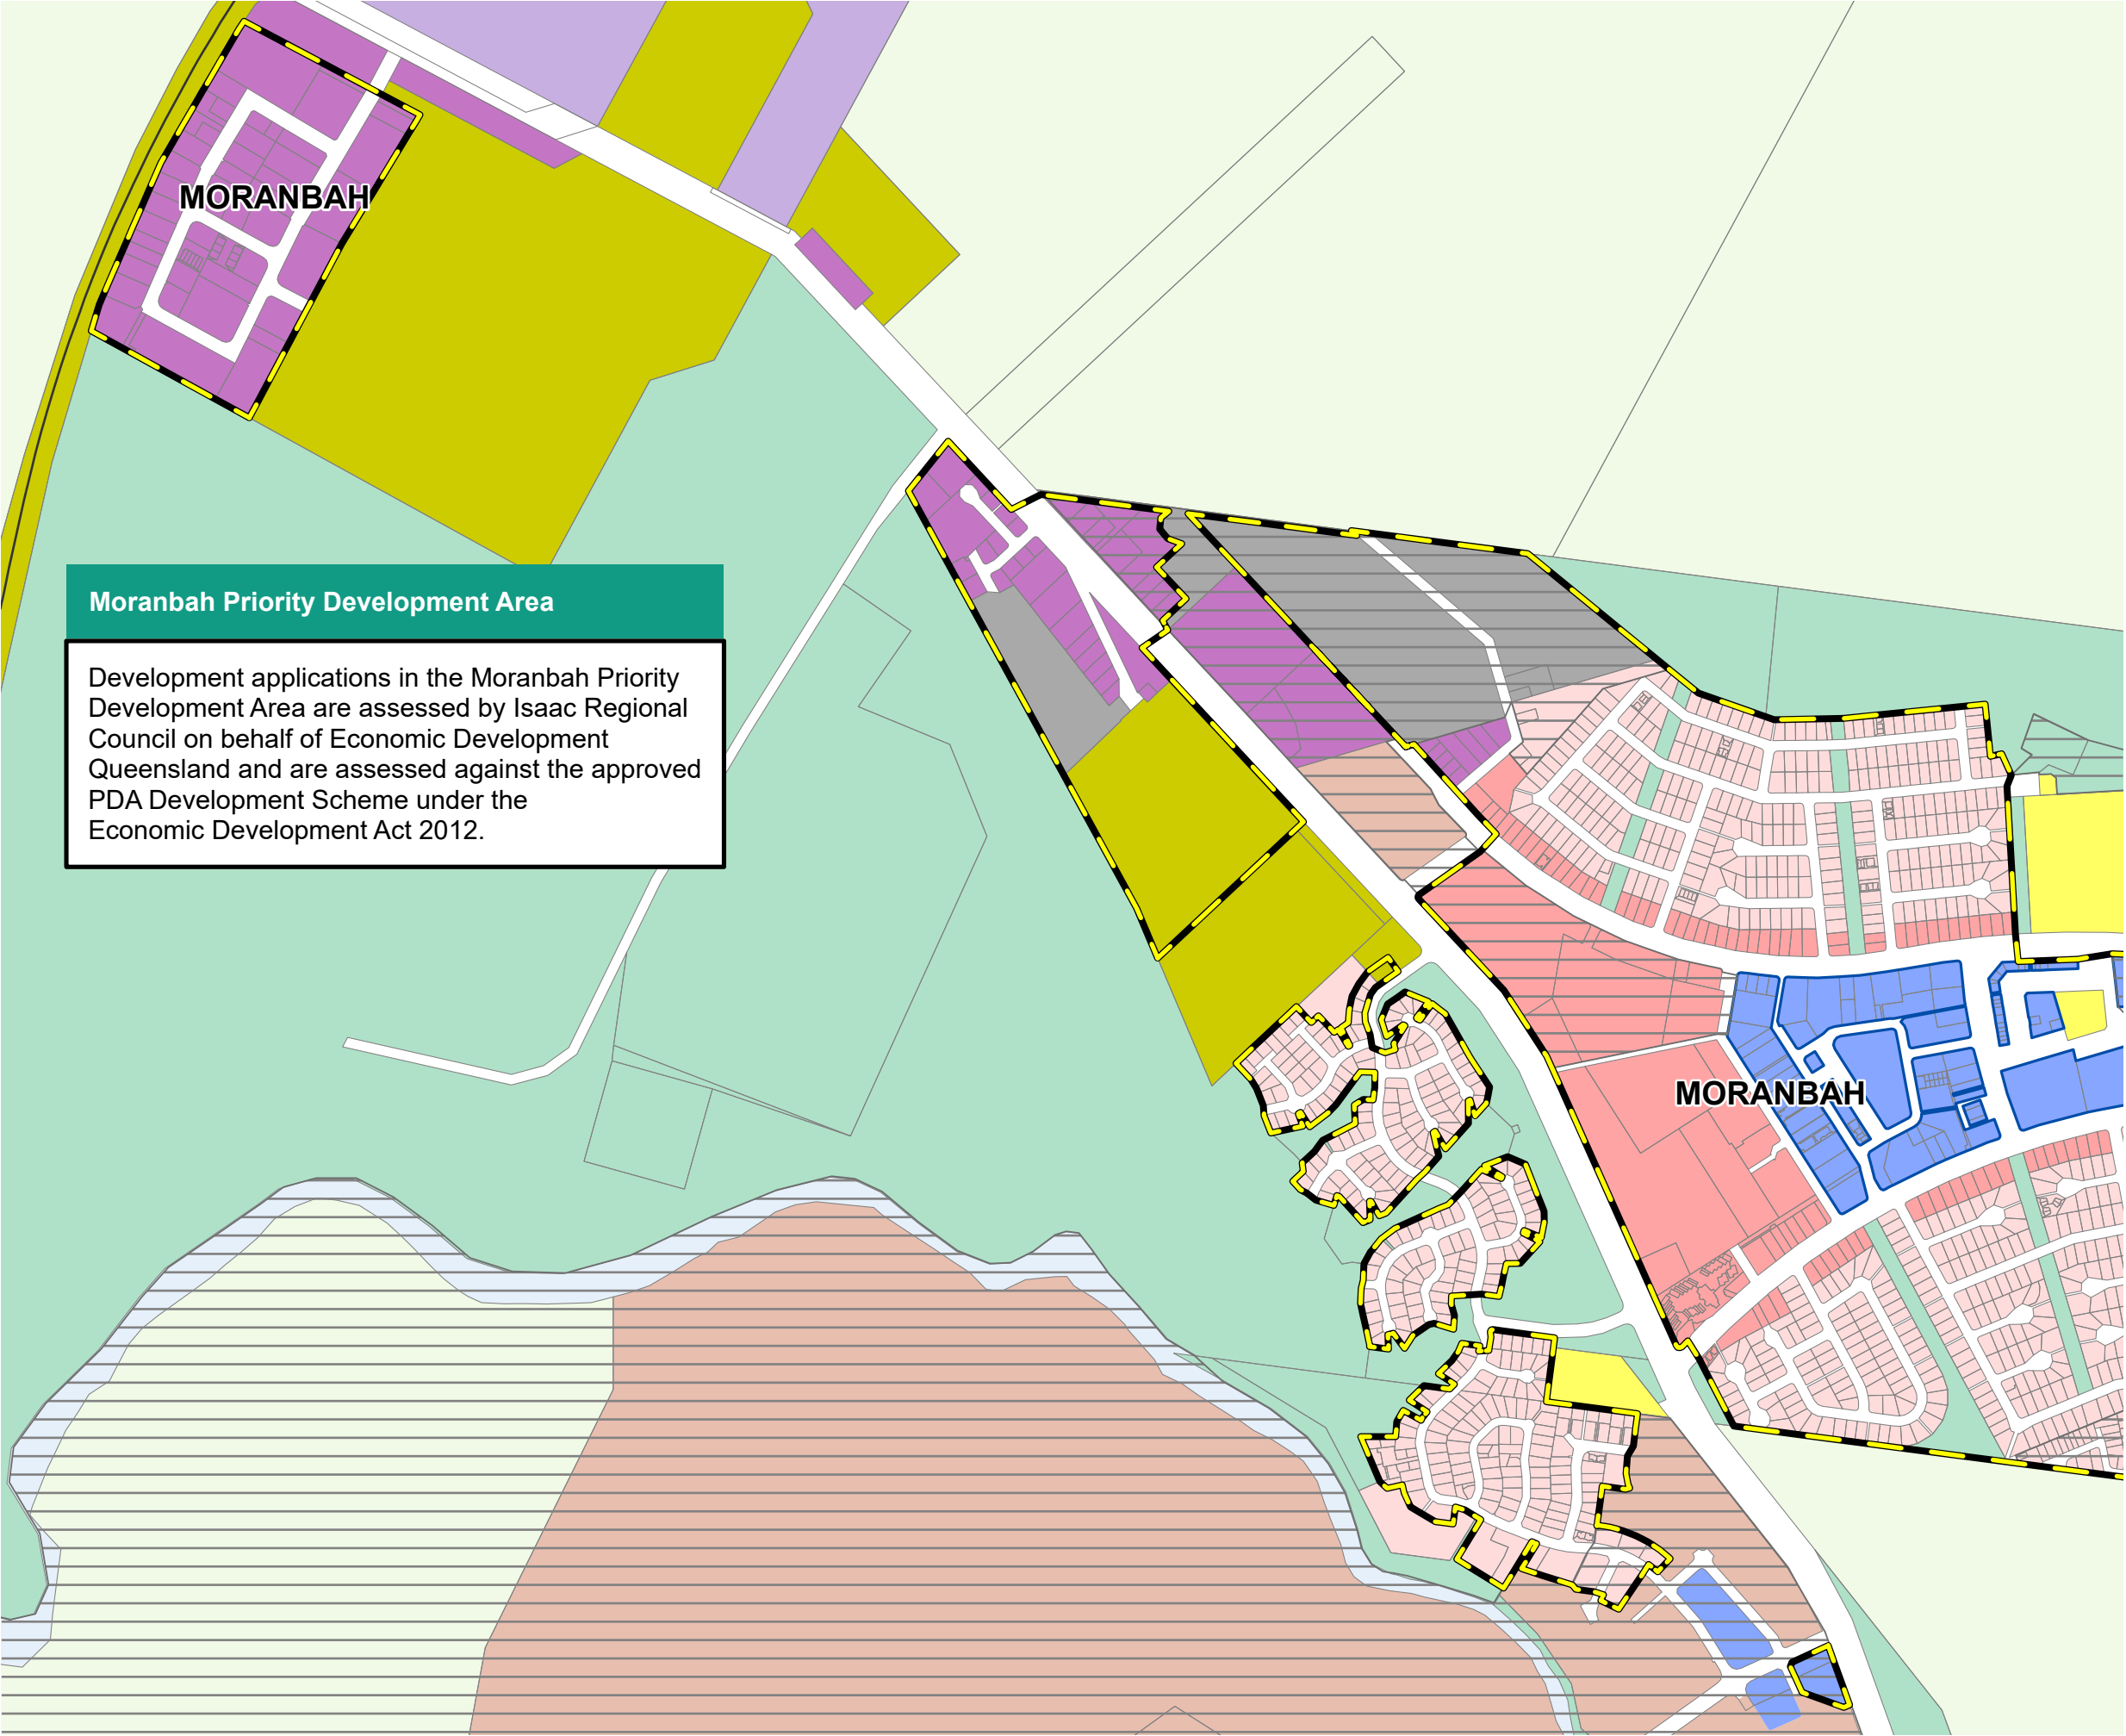 MORANBAH
Moranbah Priority Development Area
Development applications in the Moranbah Priority
Development Area are assessed by Isaac Regional
Council on behalf of Economic Development
Queensland and are assessed against the approved
PDA Development Scheme under the
Economic Development Act 2012.
MORANBAH